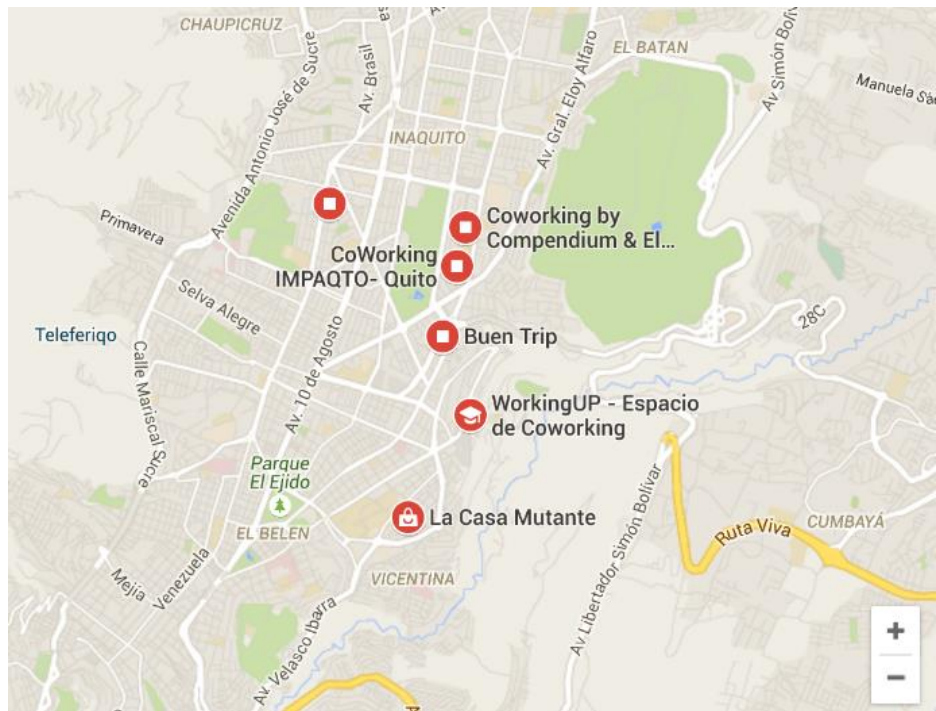 CHAUPICRUZ
EL BATAN
Av. Brasil
Av. Gral. Eloy Alfaro
Avenida Antonio José de Sucre
Manuela Sá
INAQUITO
Primavera
Coworking by
Compendium & El...
CoWorking
IMPAQTO- Quito
Selva Alegre
28C
Teleferiqo
Buen Trip
Av. 10 de Agosto
Calle Mariscal Sucre
WorkingUP - Espacio
de Coworking
Parque
El Ejido
La Casa Mutante
EL BELEN
Ruta Viva
CUMBAYÁ
Av Libertador Simón Bolívar
Mejía
Venezuela
VICENTINA
Av. Velasco Ibarra
+
−